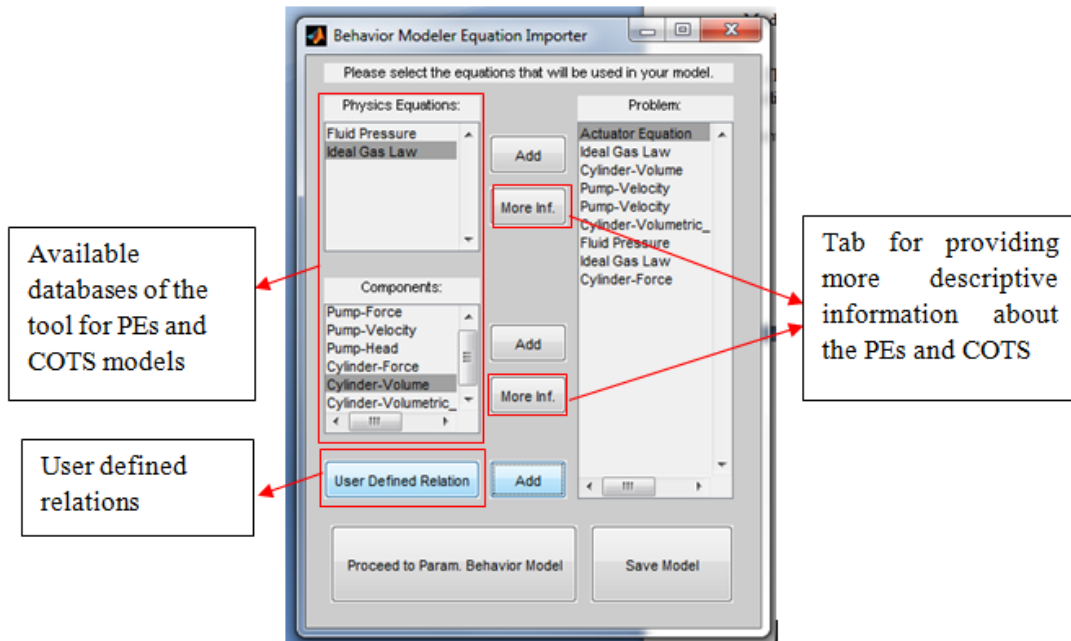 Behavior Modeler Equation Importer
Please select the equations that will be used in your model.
Physics Equations:
Fluid Pressure
Ideal Gas Law
Add
More Inf.
Components:
Pump-Force
Pump-Velocity
Pump-Head
Cylinder-Force
Cylinder-Volume
Cylinder-Volumetric_
Add
More Inf.
User Defined Relation
Add
Problem:
Actuator Equation
Ideal Gas Law
Cylinder-Volume
Pump-Velocity
Pump-Velocity
Cylinder-Volumetric_
Fluid Pressure
Ideal Gas Law
Cylinder-Force
Proceed to Param. Behavior Model
Save Model
Available
databases of the
tool for PEs and
COTS models
User defined
relations
Tab for providing
more descriptive
information about
the PEs and COTS